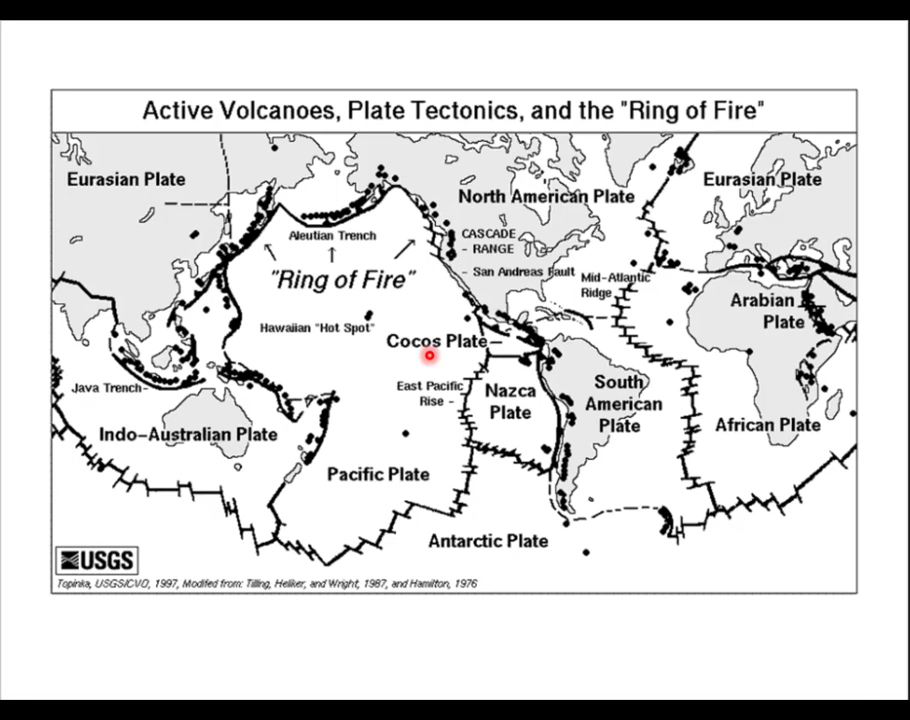 Active Volcanoes, Plate Tectonics, and the "Ring of Fire"
Eurasian Plate
North American Plate
Eurasian Plate
Aleutian Trench
CASCADE
- RANGE
"Ring of Fire"
- San Andreas Fault
Mid-Atlantic
Ridge
Arabian
Plate
Hawaiian "Hot Spot"
Cocos Plate
Java Trench
East Pacific
Rise -
Nazca
Plate
South
American
Plate
African Plate
Indo-Australian Plate
Pacific Plate
Antarctic Plate
USGS
Topinka, USGS/CVO, 1997, Modified from: Tilling, Heliker, and Wright, 1987, and Hamilton, 1976